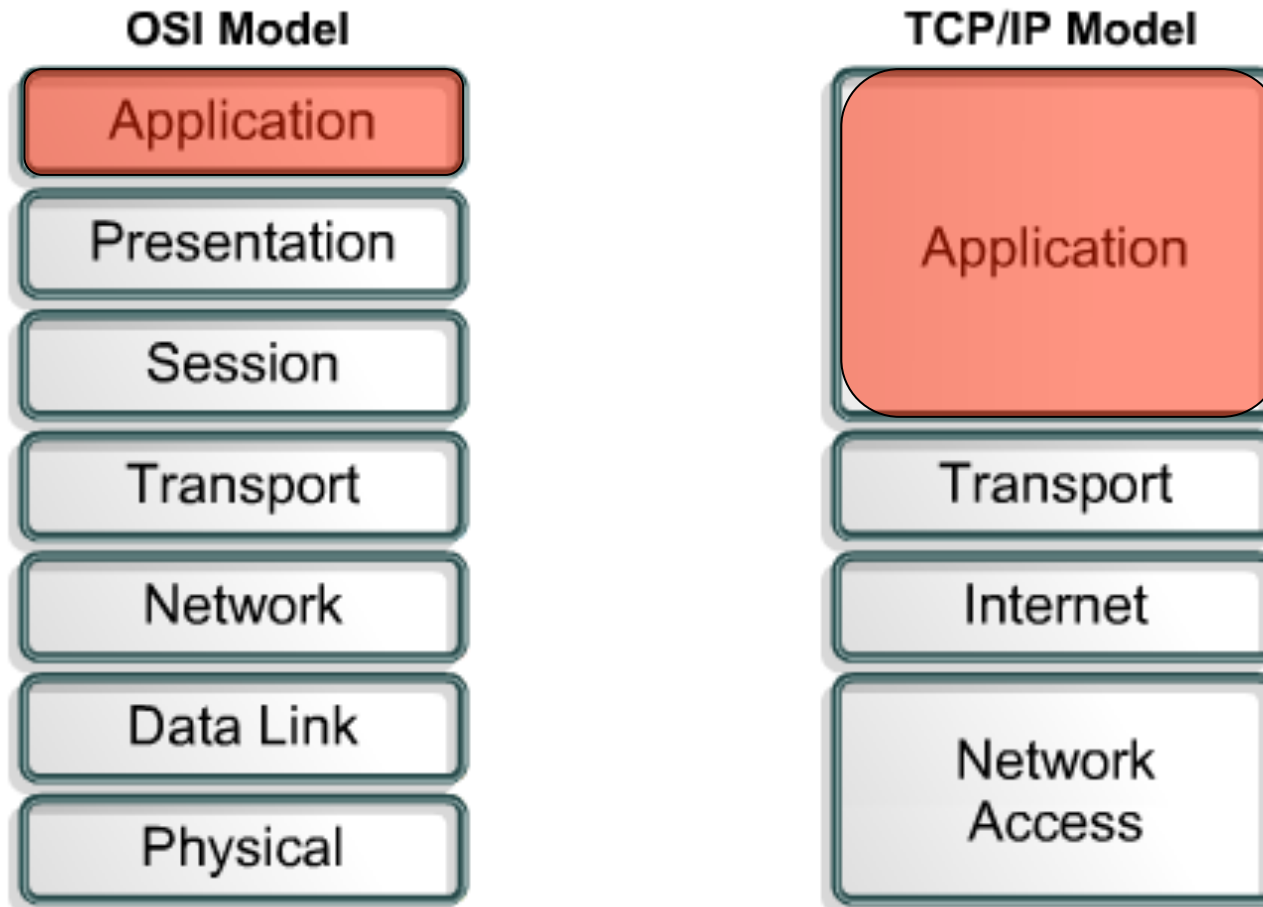 OSI Model
Application
Presentation
Session
Transport
Network
Data Link
Physical
TCP/IP Model
Application
Transport
Internet
Network
Access